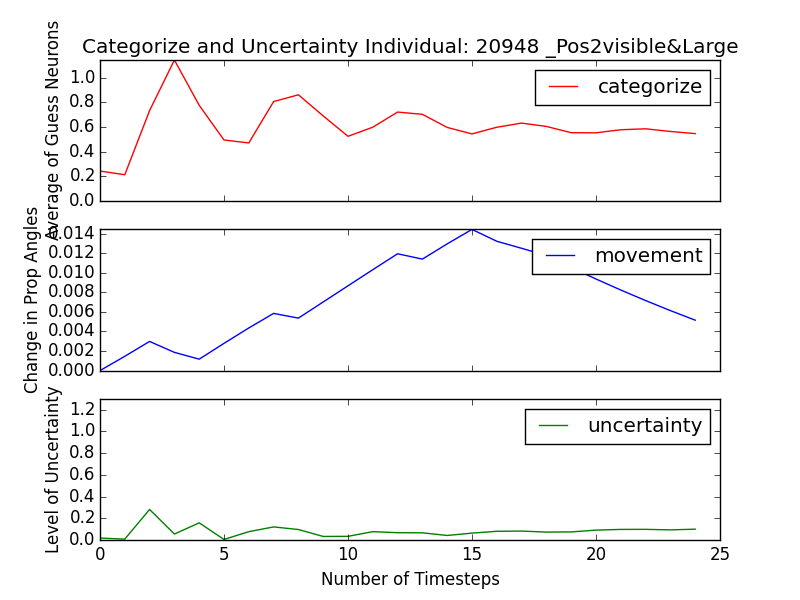 Categorize and Uncertainty Individual: 20948 _Pos2visible&Large
Average of Guess Neurons
1.0
0.8
0.6
0.4
0.2
0.0
categorize
Change in Prop Angles
0.014
0.012
0.010
0.008
0.006
0.004
0.002
0.000
movement
Level of Uncertainty
1.2
1.0
0.8
0.6
0.4
0.2
0.0
uncertainty
0 5 10 15 20 25
Number of Timesteps